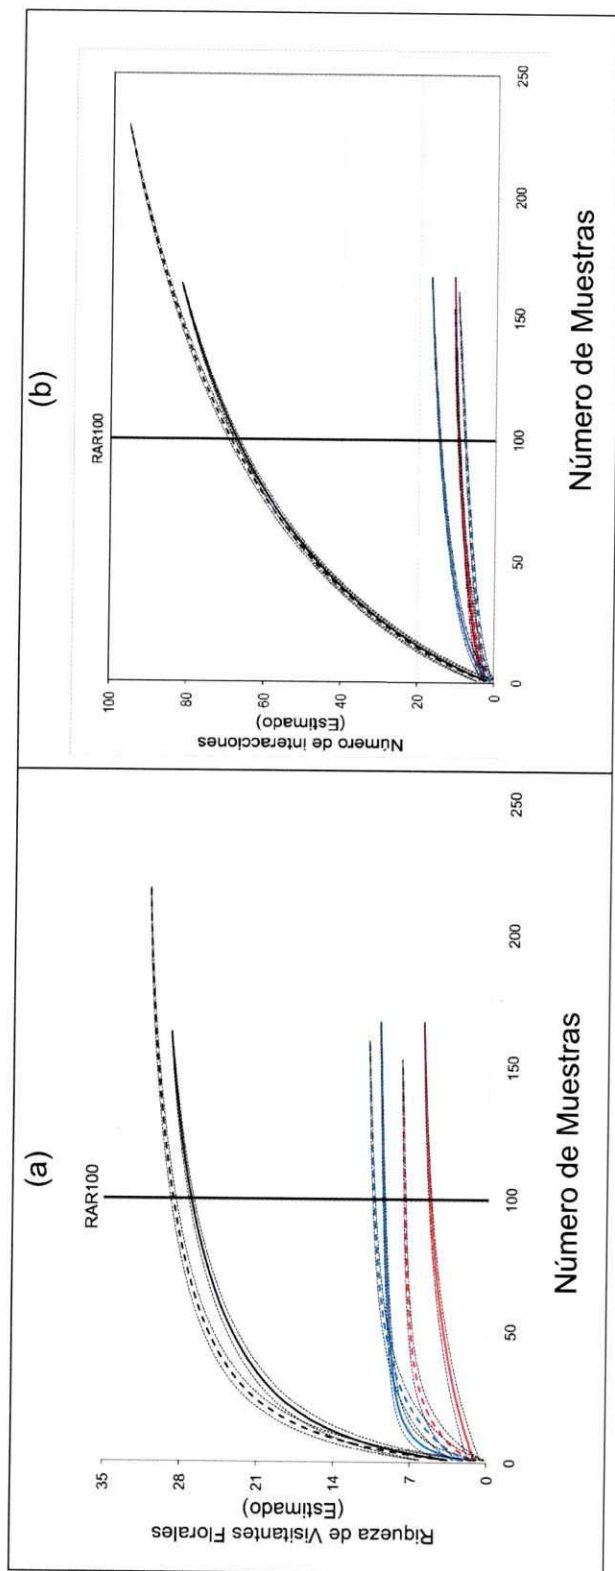 (a)
RAR100
Riqueza de Visitantes Florales
(Estimado)
35
28
21
14
7
0
0
50
100
150
200
250
Número de Muestras
(b)
RAR100
Número de interacciones
(Estimado)
100
80
60
40
20
0
0
50
100
150
200
250
Número de Muestras